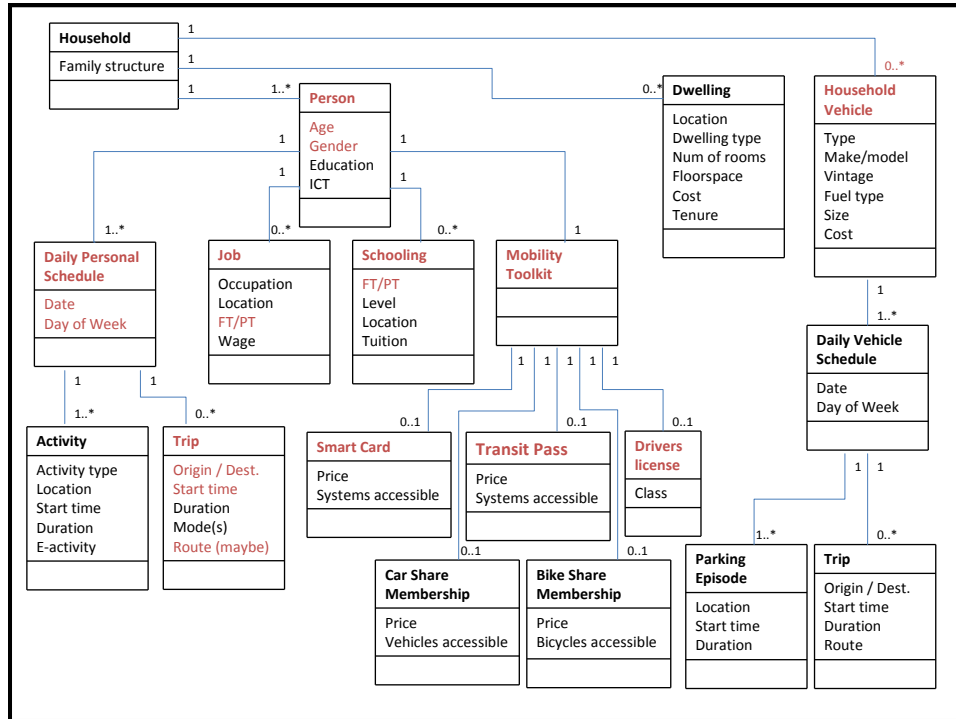 Household
Family structure
1
1
1
1..*
0..*
0..*
Person
Age
Gender
Education
ICT
Dwelling
Location
Dwelling type
Num of rooms
Floorspace
Cost
Tenure
Household
Vehicle
Type
Make/model
Vintage
Fuel type
Size
Cost
1
1
1
1
1..*
0..*
0..*
1
Daily Personal
Schedule
Date
Day of Week
Job
Occupation
Location
FT/PT
Wage
Schooling
FT/PT
Level
Location
Tuition
Mobility
Toolkit
1
1..*
Daily Vehicle
Schedule
Date
Day of Week
1
1
1..*
0..*
1
1
1
1
1
0..1
0..1
0..1
Activity
Activity type
Location
Start time
Duration
E-activity
Trip
Origin / Dest.
Start time
Duration
Mode(s)
Route (maybe)
Smart Card
Price
Systems accessible
Transit Pass
Price
Systems accessible
Drivers
license
Class
1
1
1..*
0..*
0..1
0..1
Car Share
Membership
Price
Vehicles accessible
Bike Share
Membership
Price
Bicycles accessible
Parking
Episode
Location
Start time
Duration
Trip
Origin / Dest.
Start time
Duration
Route